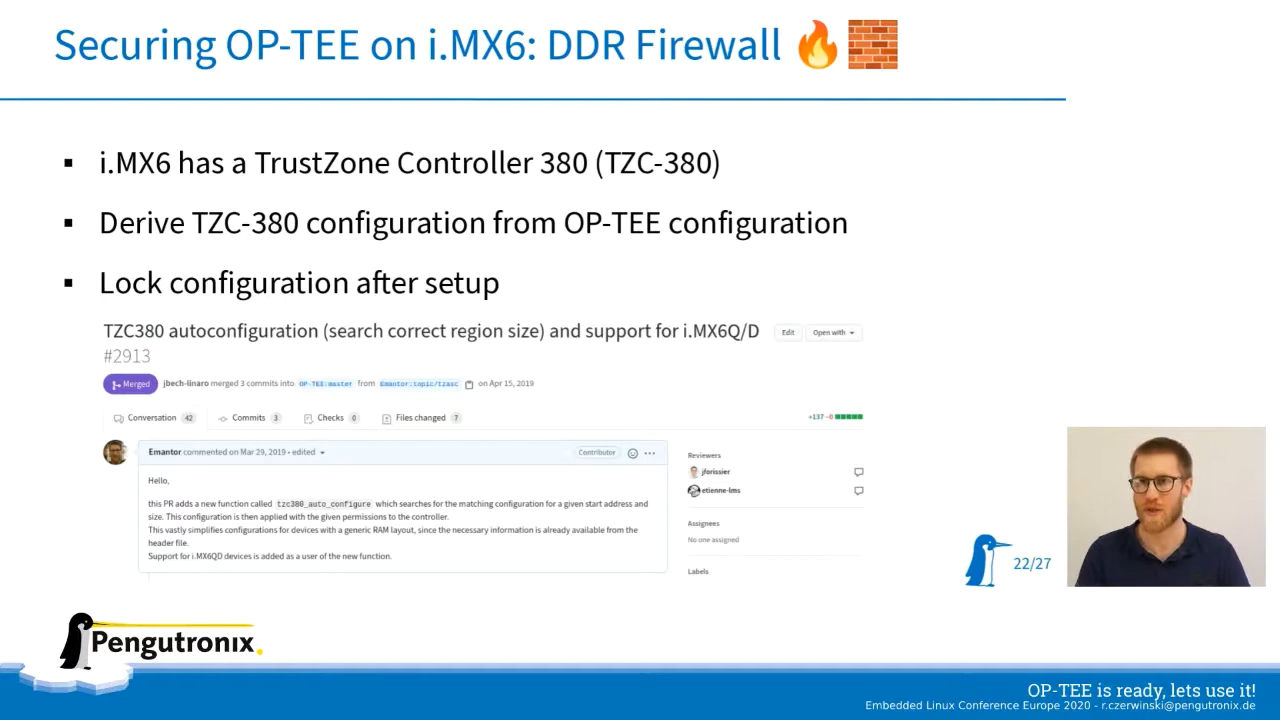 Securing OP-TEE on i.MX6: DDR Firewall 🔥🧱
▪ i.MX6 has a TrustZone Controller 380 (TZC-380)
▪ Derive TZC-380 configuration from OP-TEE configuration
▪ Lock configuration after setup
TZC380 autoconfiguration (search correct region size) and support for i.MX6Q/D
#2913
Edit
Open with
Merged
jbech-linaro merged 3 commits into OP-TEE:master from Emantor:topic/tzasc on Apr 15, 2019
Conversation 42
Commits 3
Checks 0
Files changed 7
+137 −0
Emantor commented on Mar 29, 2019 • edited
Contributor
Hello,
this PR adds a new function called tzc380_auto_configure which searches for the matching configuration for a given start address and
size. This configuration is then applied with the given permissions to the controller.
This vastly simplifies configurations for devices with a generic RAM layout, since the necessary information is already available from the
header file.
Support for i.MX6QD devices is added as a user of the new function.
Reviewers
jforissier
etienne-lms
Assignees
No one assigned
Labels
22/27
Pengutronix.
OP-TEE is ready, lets use it!
Embedded Linux Conference Europe 2020 - r.czerwinski@pengutronix.de